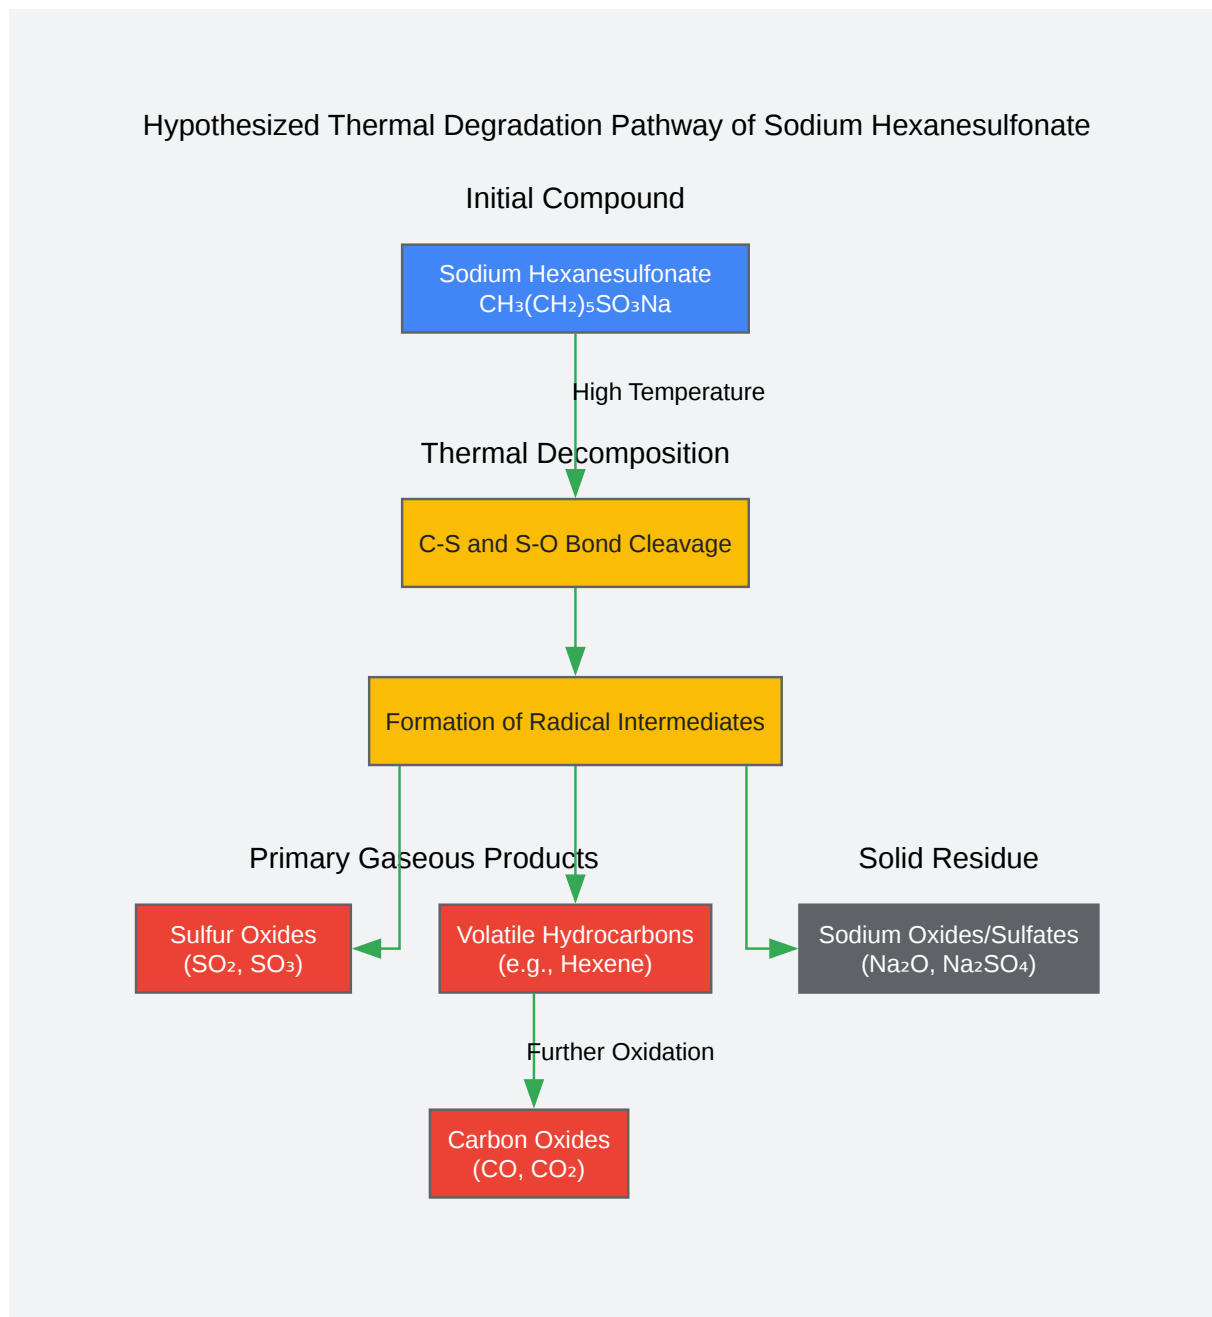 Hypothesized Thermal Degradation Pathway of Sodium Hexanesulfonate
Initial Compound
Sodium Hexanesulfonate
CH₃(CH₂)₅SO₃Na
High Temperature
Thermal Decomposition
C-S and S-O Bond Cleavage
Formation of Radical Intermediates
Primary Gaseous Products
Solid Residue
Sulfur Oxides
(SO₂, SO₃)
Volatile Hydrocarbons
(e.g., Hexene)
Sodium Oxides/Sulfates
(Na₂O, Na₂SO₄)
Further Oxidation
Carbon Oxides
(CO, CO₂)